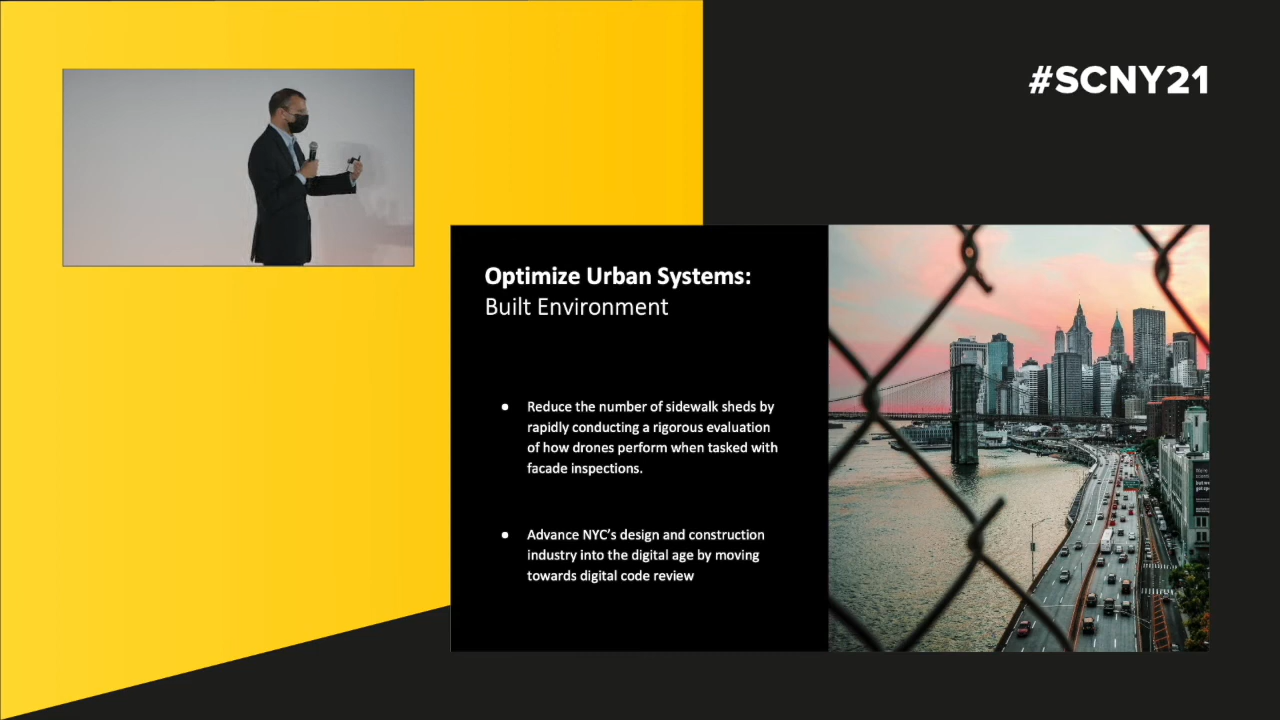 #SCNY21
Optimize Urban Systems:
Built Environment
● Reduce the number of sidewalk sheds by
rapidly conducting a rigorous evaluation
of how drones perform when tasked with
facade inspections.
● Advance NYC's design and construction
industry into the digital age by moving
towards digital code review